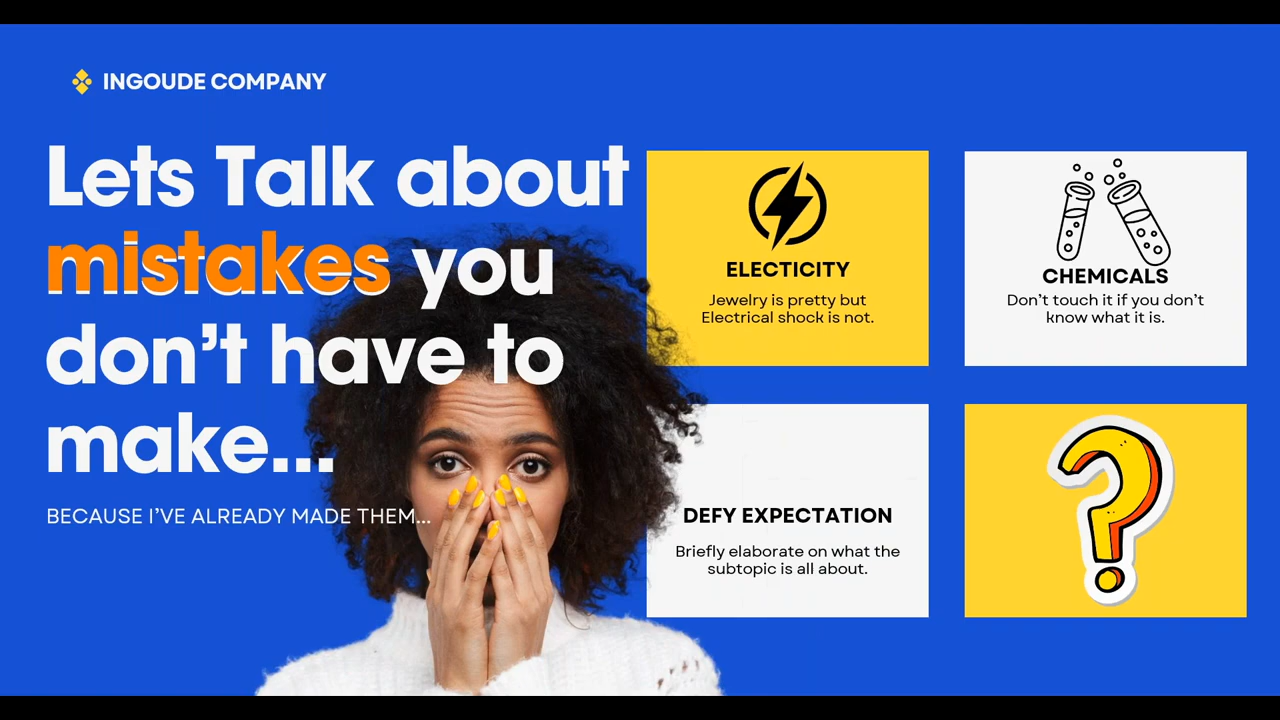 INGOUDE COMPANY
Lets Talk about
mistakes you
don't have to
make...
BECAUSE I'VE ALREADY MADE THEM...
ELECTICITY
Jewelry is pretty but
Electrical shock is not.
CHEMICALS
Don't touch it if you don't
know what it is.
DEFY EXPECTATION
Briefly elaborate on what the
subtopic is all about.
?